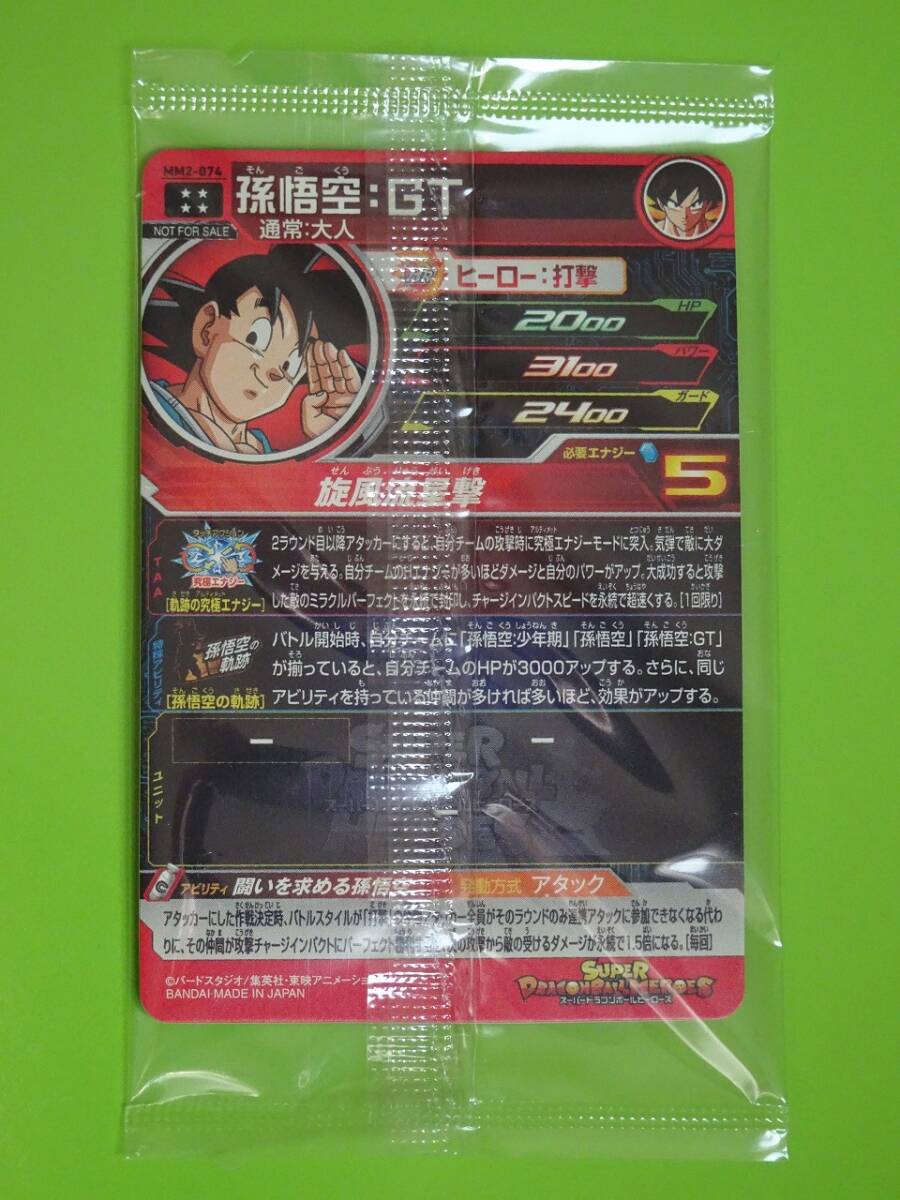 MM2-074
孫悟空:GT
そん ご くう
通常:大人
NOT FOR SALE
ヒーロー:打撃
HP
2000
パワー
3100
ガード
2400
必要エナジー 5
旋風流星撃
TAA
究極エナジー
[軌跡の究極エナジー]
2ラウンド目以降アタッカーにすると、自分チームの攻撃時に究極エナジーモードに突入。気弾で敵に大ダ
メージを与える。自分チームのHエナジーが多いほどダメージと自分のパワーがアップ。大成功すると攻撃
した敵のミラクルパーフェクトを永続で封印し、チャージインパクトスピードを永続で超速くする。[1回限り]
特殊アビリティ
孫悟空の軌跡
[孫悟空の軌跡]
バトル開始時、自分チームに「孫悟空:少年期」「孫悟空」「孫悟空:GT」
が揃っていると、自分チームのHPが3000アップする。さらに、同じ
アビリティを持っている仲間が多ければ多いほど、効果がアップする。
ユニット
ー ー
ー
アビリティ 闘いを求める孫悟空 発動方式 アタック
アタッカーにした作戦決定時、バトルスタイルが「打撃」の アタッカー全員がそのラウンドのみ連携アタックに参加できなくなる代わ
りに、その仲間が攻撃チャージインパクトにパーフェクト 次の攻撃から敵の受けるダメージが永続で1.5倍になる。[毎回]
©バードスタジオ/集英社・東映アニメーション
BANDAI MADE IN JAPAN
SUPER
DRAGONBALL HEROES
スーパードラゴンボールヒーローズ